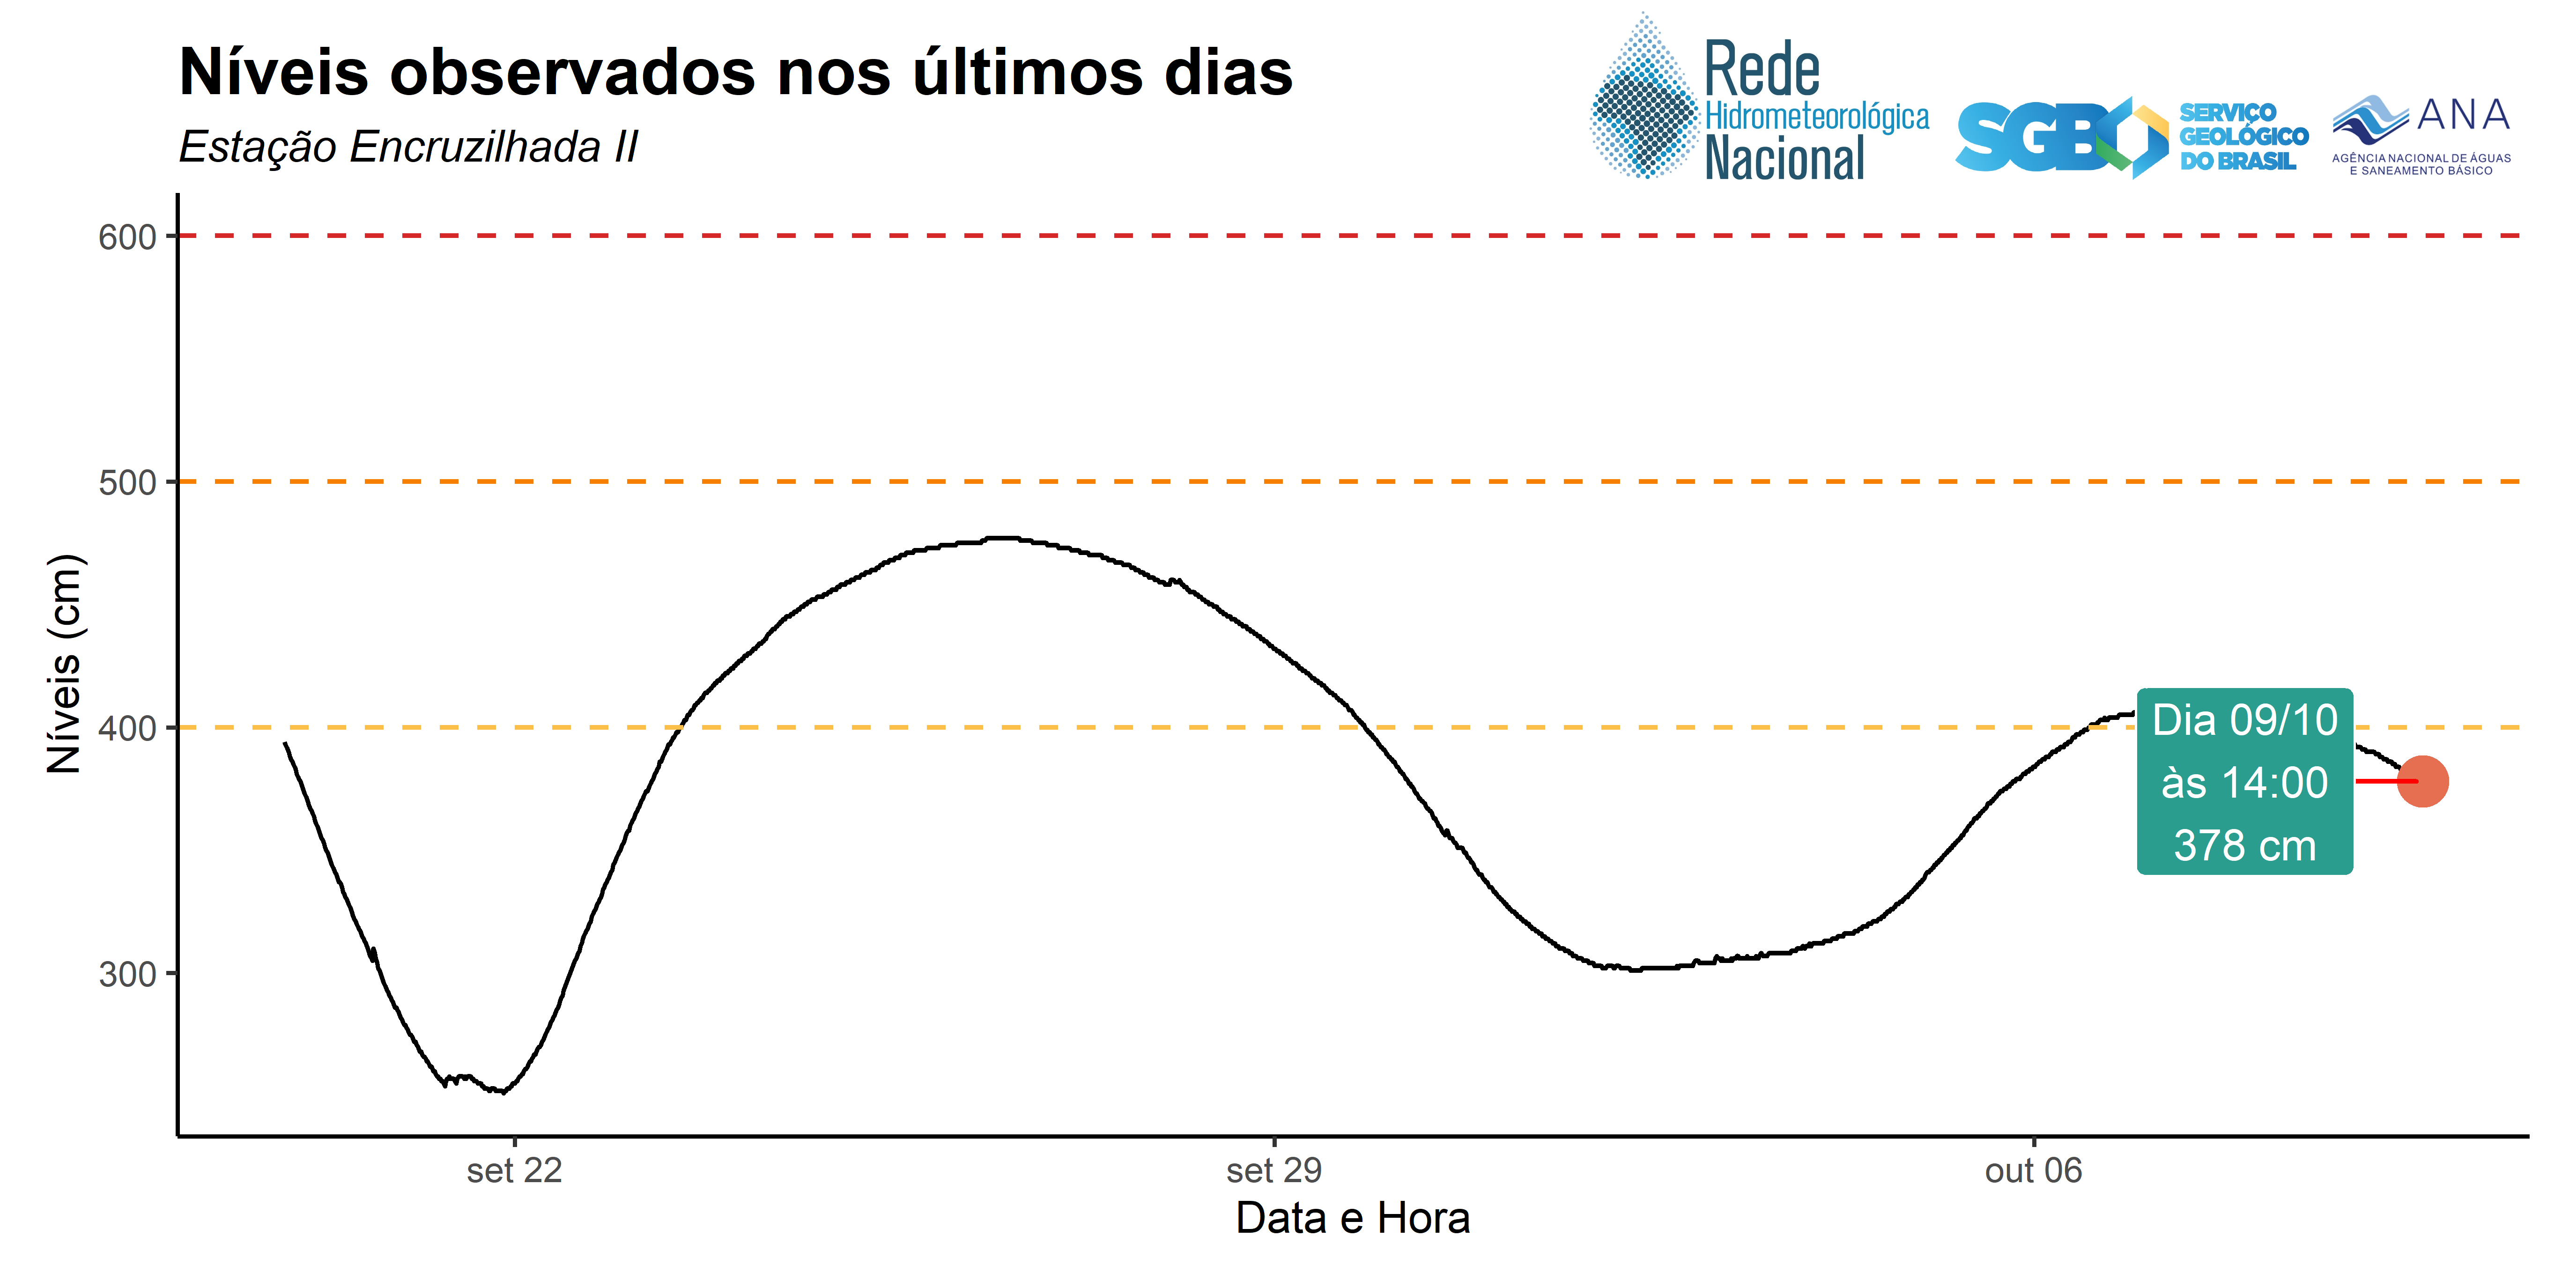 Níveis observados nos últimos dias
Estação Encruzilhada II
Rede
Hidrometeorológica
Nacional
SGB
SERVIÇO
GEOLÓGICO
DO BRASIL
ANA
AGÊNCIA NACIONAL DE ÁGUAS
E SANEAMENTO BÁSICO
Níveis (cm)
600
500
400
300
Dia 09/10
às 14:00
378 cm
set 22
set 29
out 06
Data e Hora